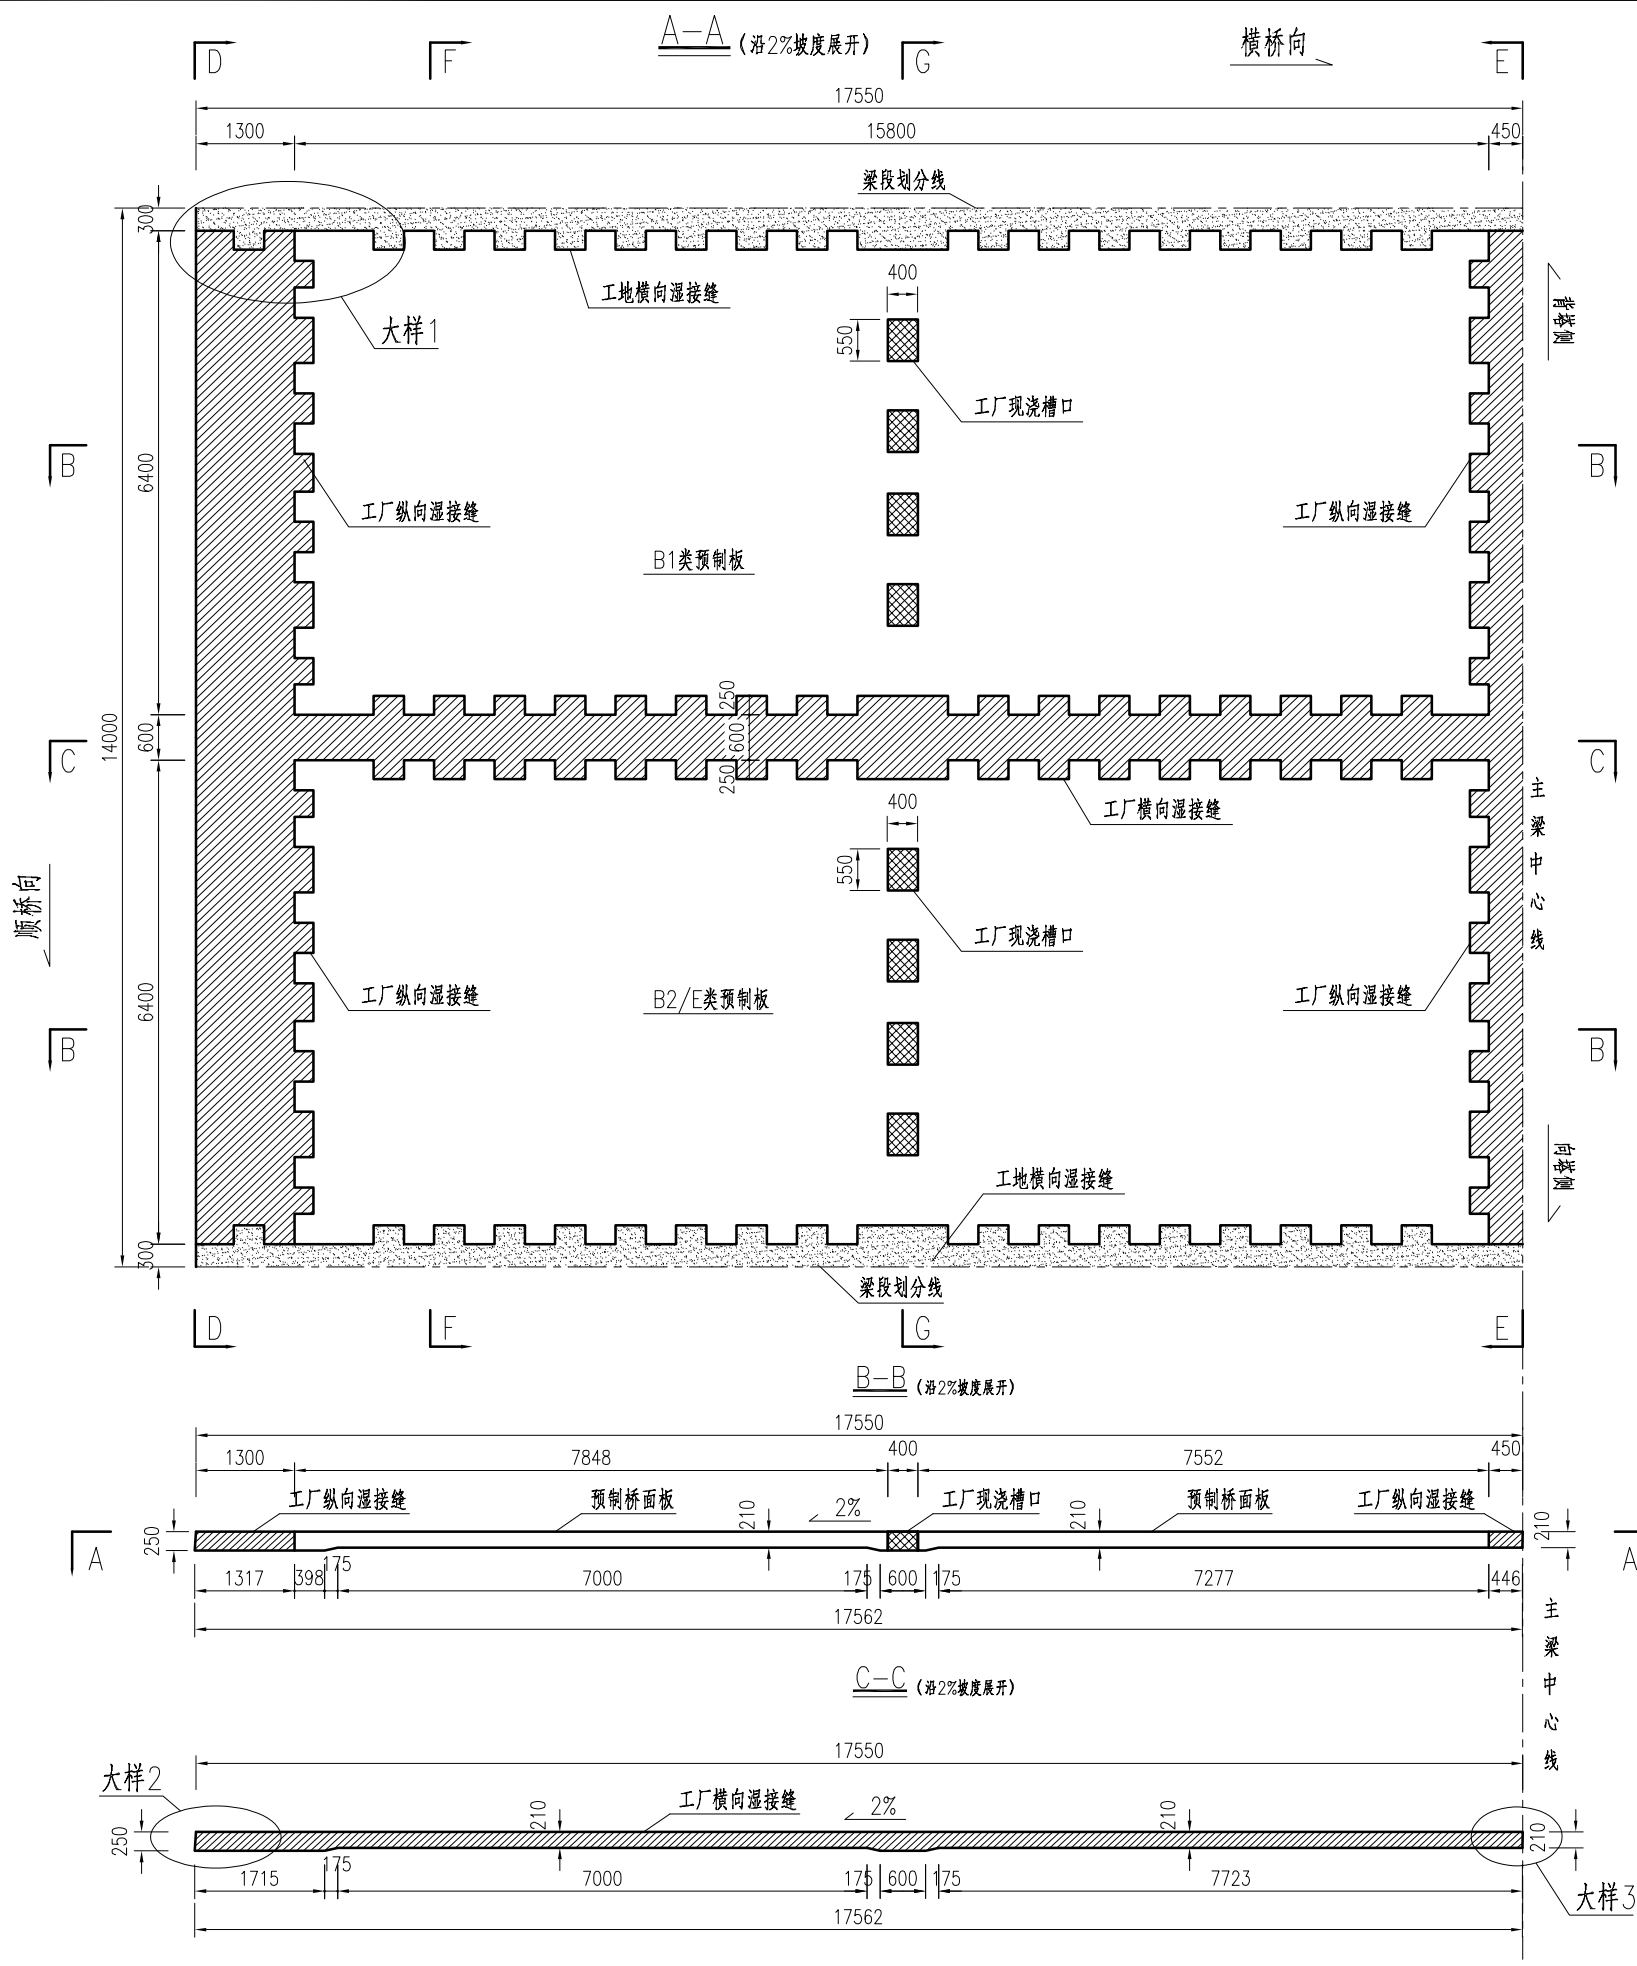 A-A (沿2%坡度展开)
横桥向
D
F
G
E
17550
1300
15800
450
梁段划分线
300
400
工地横向湿接缝
背塔侧
大样1
550
工厂现浇槽口
B
6400
B
工厂纵向湿接缝
工厂纵向湿接缝
B1类预制板
250
14000
600
600
C
C
250
400
工厂横向湿接缝
主梁中心线
550
顺桥向
工厂现浇槽口
6400
工厂纵向湿接缝
B2/E类预制板
工厂纵向湿接缝
B
B
向塔侧
工地横向湿接缝
300
梁段划分线
D
F
G
E
B-B (沿2%坡度展开)
17550
1300
7848
400
7552
450
工厂纵向湿接缝
预制桥面板
210
2%
工厂现浇槽口
210
预制桥面板
工厂纵向湿接缝
250
210
A
A
175
1317
398
7000
175
600
175
7277
446
17562
主梁中心线
C-C (沿2%坡度展开)
17550
大样2
工厂横向湿接缝
2%
250
210
210
210
175
1715
7000
175
600
175
7723
大样3
17562